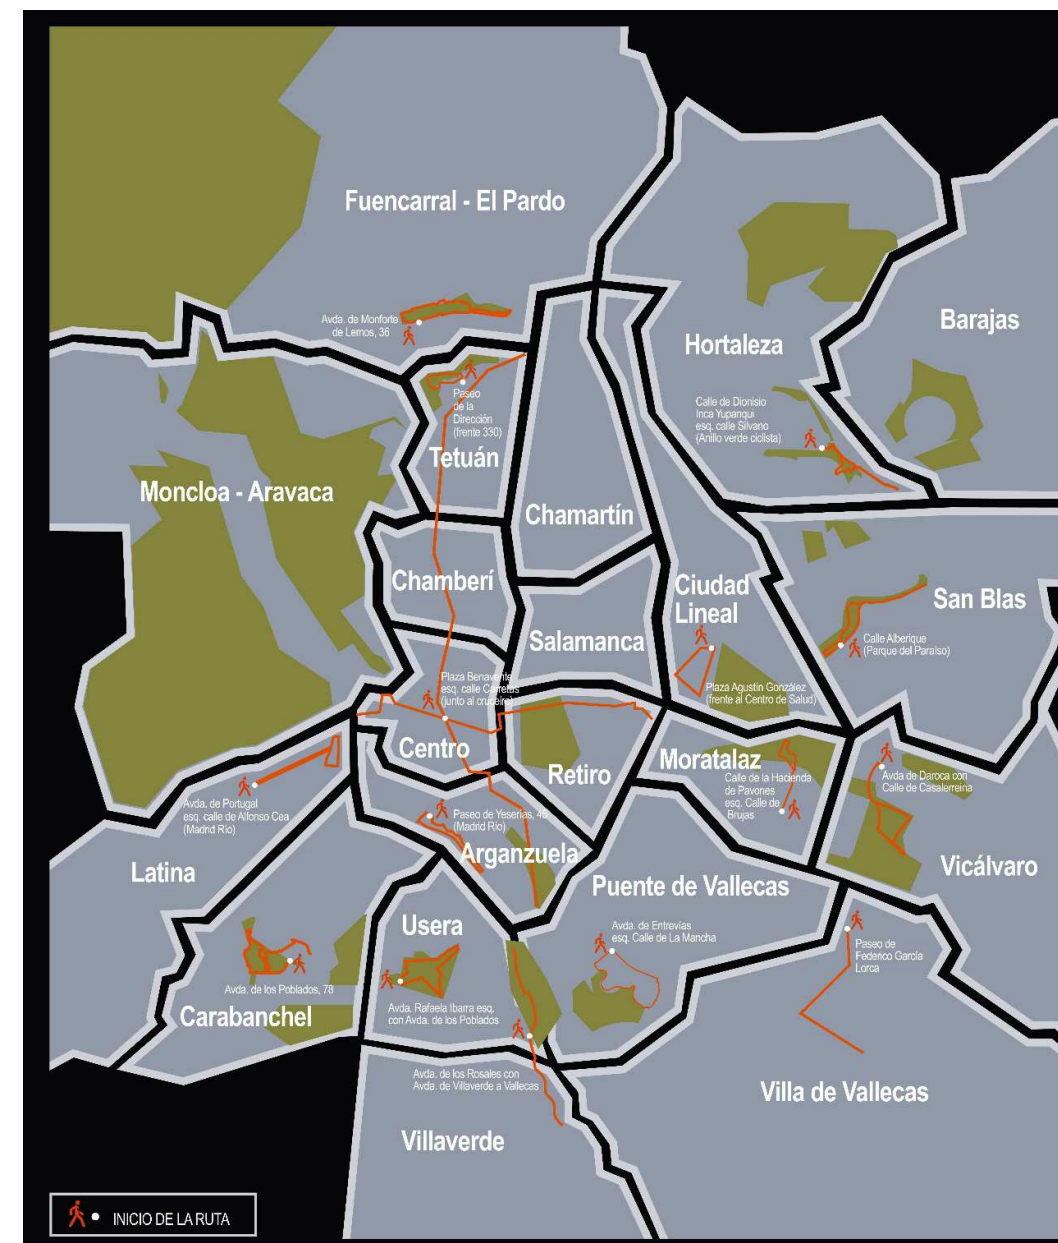 Fuencarral - El Pardo
Avda. de Monforte
de Lemos, 36
Barajas
Hortaleza
Paseo
de la
Dirección
(frente 330)
Calle de Dionisio
Inca Yupanqui
esq. calle Silvano
(Anillo verde ciclista)
Tetuán
Moncloa - Aravaca
Chamartín
Chamberí
Ciudad
Lineal
San Blas
Salamanca
Calle Alberique
(Parque del Paraíso)
Plaza Benavente
esq. calle Carretas
(junto al cruceiro)
Plaza Agustín González
(frente al Centro de Salud)
Centro
Retiro
Moratalaz
Calle de la Hacienda
de Pavones
esq. Calle de
Brujas
Avda de Daroca con
Calle de Casalarreina
Avda. de Portugal
esq. calle de Alfonso Cea
(Madrid Río)
Paseo de Yeserías, 45
(Madrid Río)
Arganzuela
Latina
Puente de Vallecas
Vicálvaro
Usera
Avda. de Entrevías
esq. Calle de La Mancha
Paseo de
Federico García
Lorca
Avda. de los Poblados, 78
Carabanchel
Avda. Rafaela Ibarra esq.
con Avda. de los Poblados
Avda. de los Rosales con
Avda. de Villaverde a Vallecas
Villa de Vallecas
Villaverde
INICIO DE LA RUTA